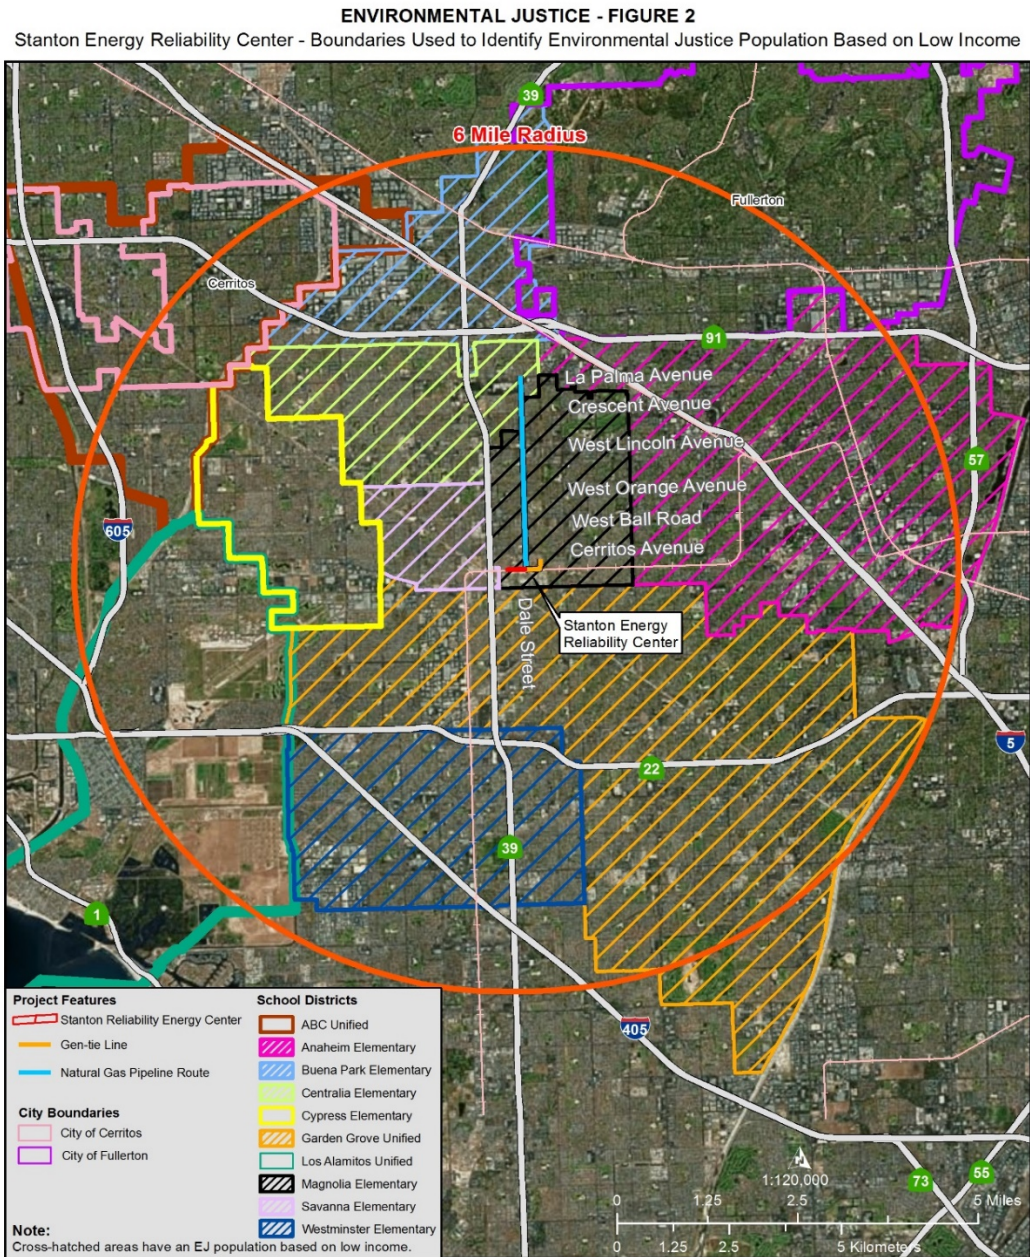 ENVIRONMENTAL JUSTICE - FIGURE 2
Stanton Energy Reliability Center - Boundaries Used to Identify Environmental Justice Population Based on Low Income
39
6 Mile Radius
Fullerton
Cerritos
91
La Palma Avenue
Crescent Avenue
West Lincoln Avenue
57
West Orange Avenue
West Ball Road
605
Cerritos Avenue
Dale Street
Stanton Energy
Reliability Center
5
22
39
1
405
73
55
Project Features
Stanton Reliability Energy Center
Gen-tie Line
Natural Gas Pipeline Route
City Boundaries
City of Cerritos
City of Fullerton
School Districts
ABC Unified
Anaheim Elementary
Buena Park Elementary
Centralia Elementary
Cypress Elementary
Garden Grove Unified
Los Alamitos Unified
Magnolia Elementary
Savanna Elementary
Westminster Elementary
Note:
Cross-hatched areas have an EJ population based on low income.
1:120,000
0 1.25 2.5 5 Miles
0 1.25 2.5 5 Kilometers